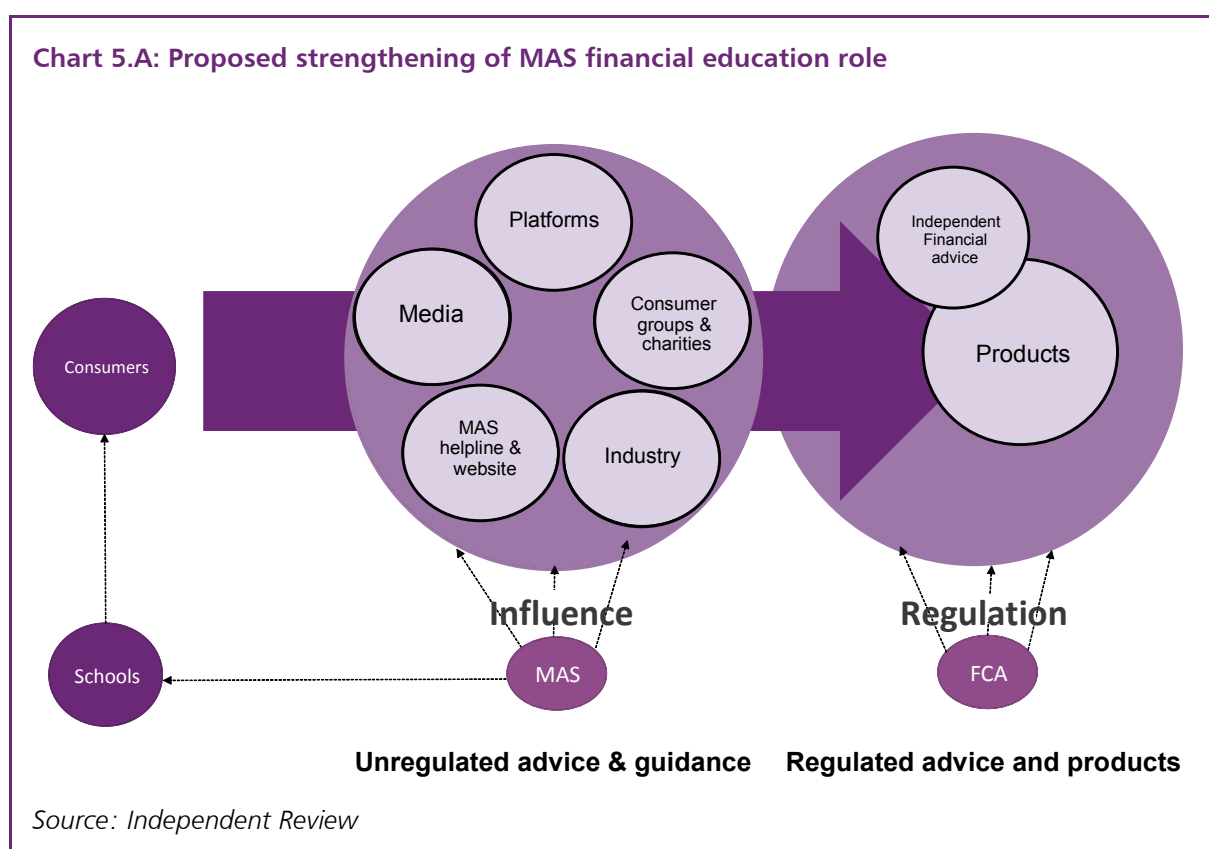 Chart 5.A: Proposed strengthening of MAS financial education role
Platforms
Media
Consumer
groups &
charities
MAS
helpline &
website
Industry
Independent
Financial
advice
Products
Consumers
Influence
Regulation
Schools
MAS
FCA
Unregulated advice & guidance
Regulated advice and products
Source: Independent Review